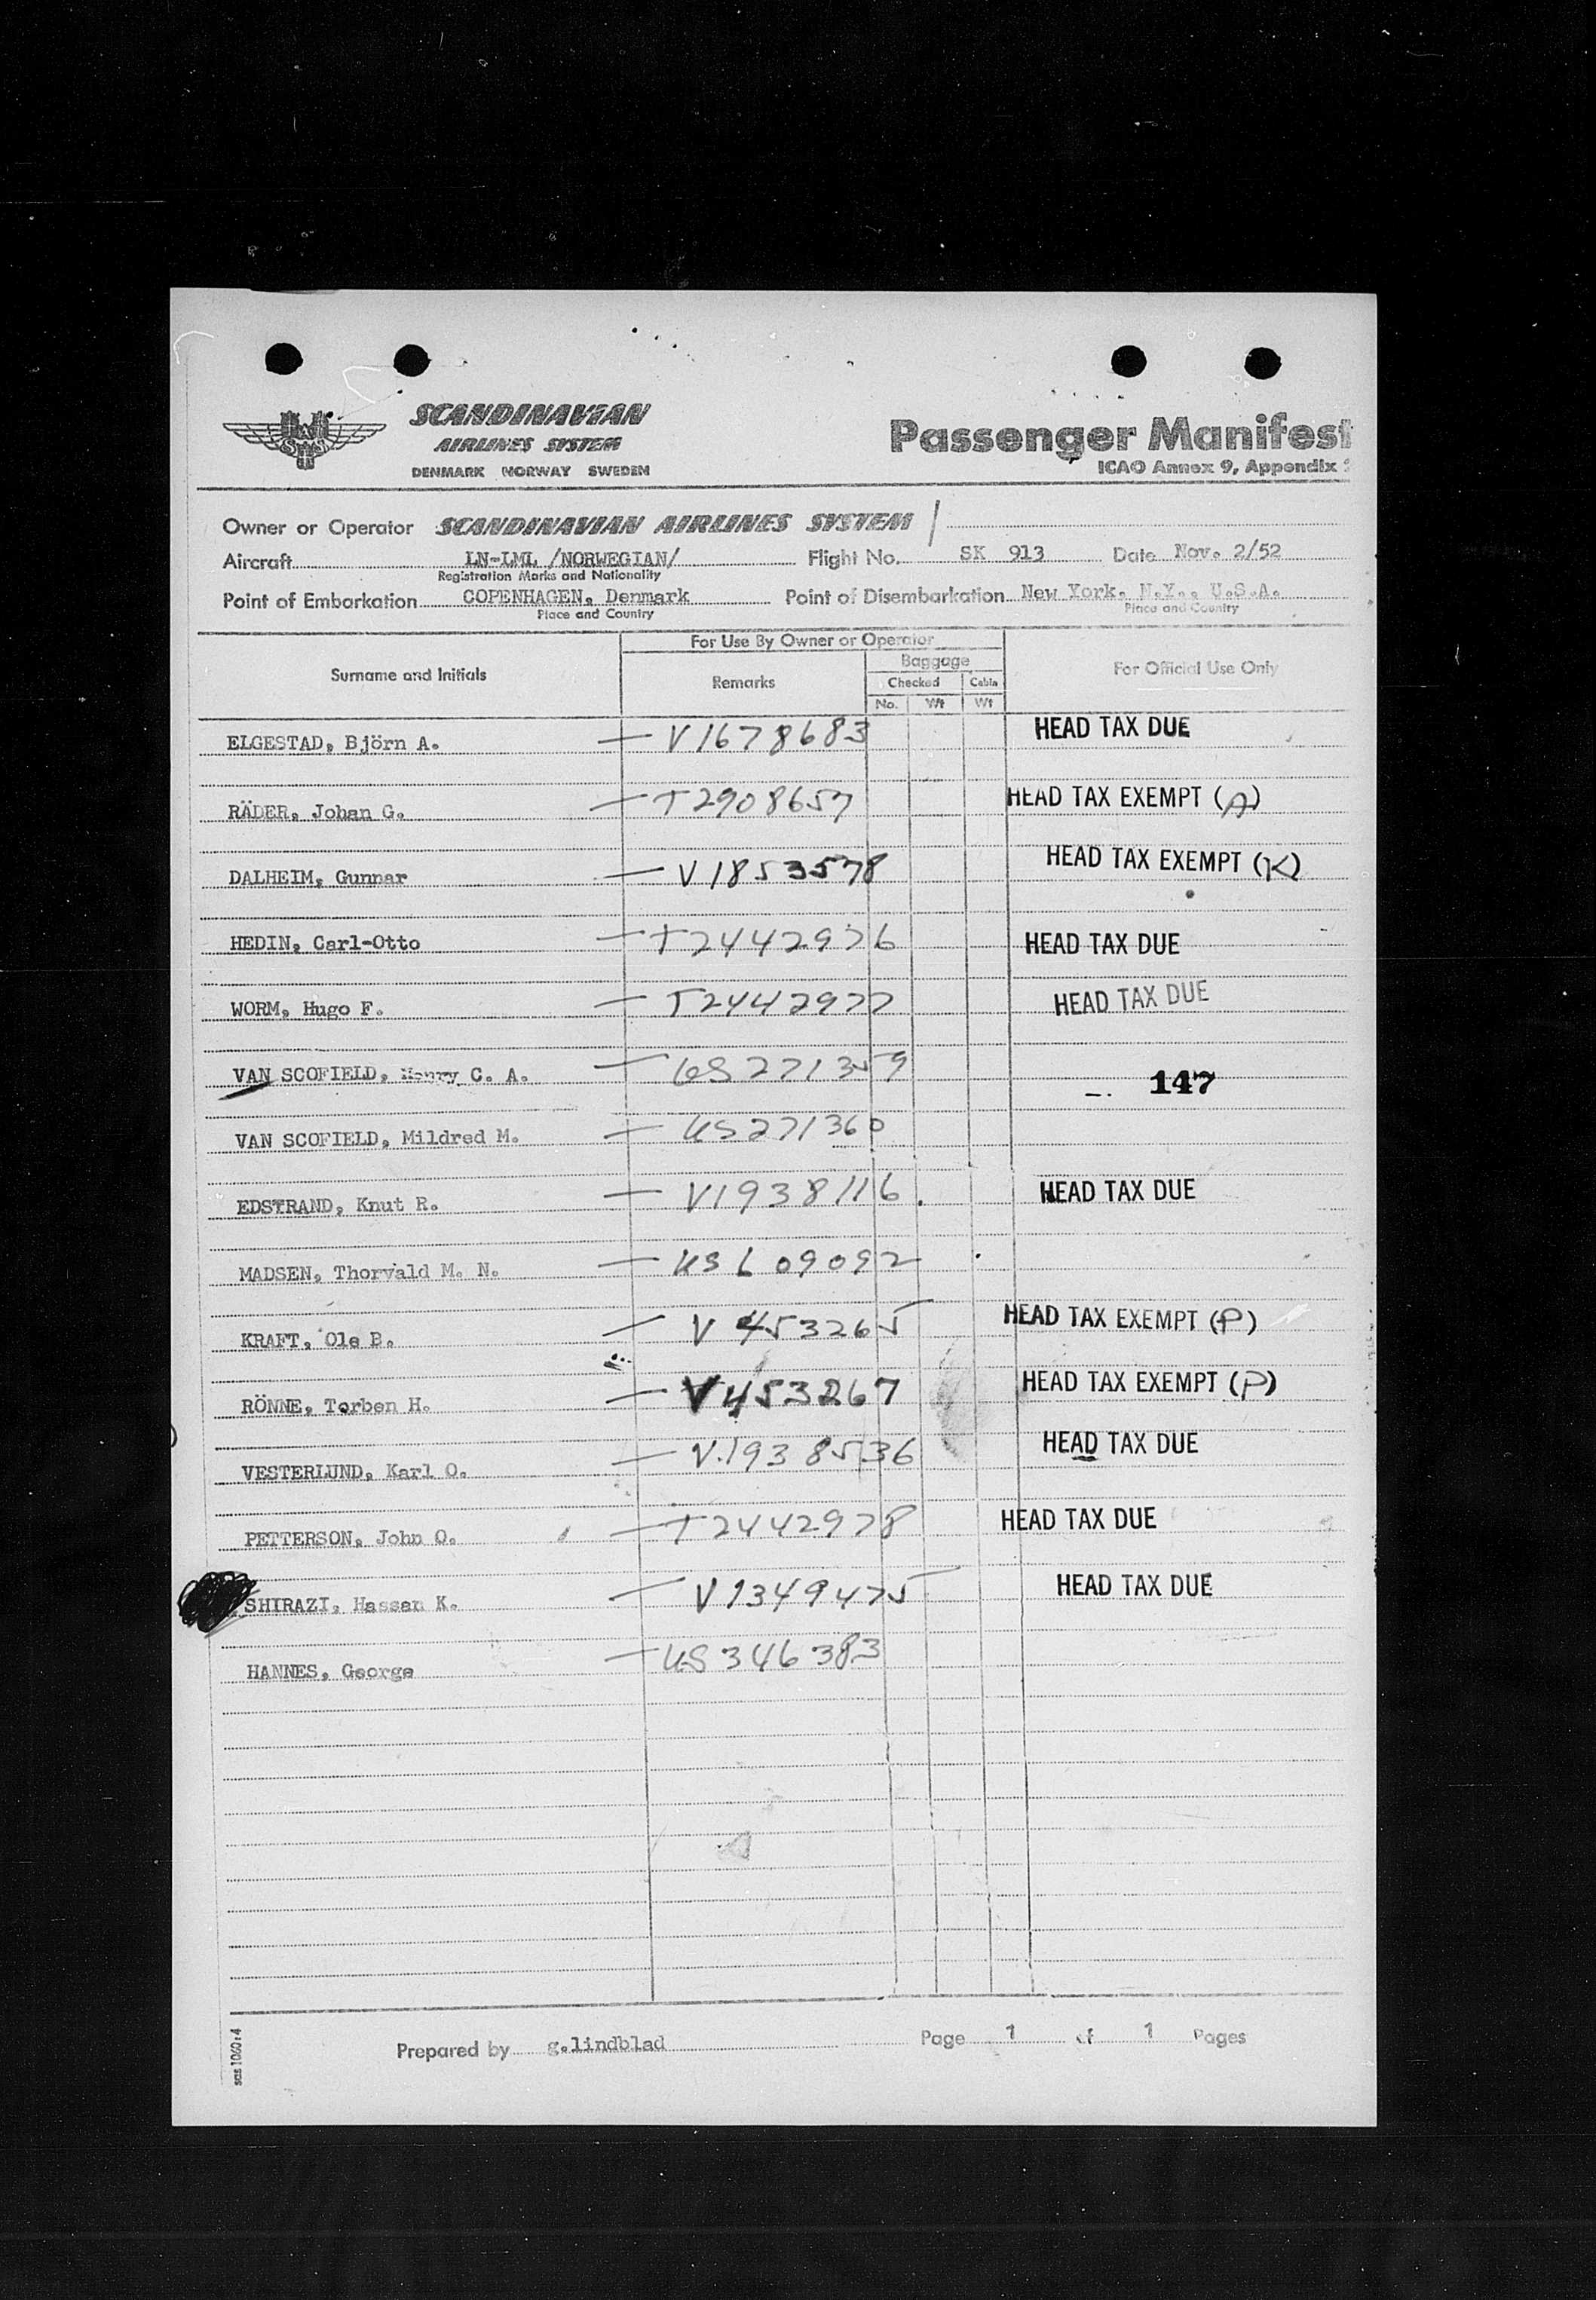 SCANDINAVIAN
AIRLINES SYSTEM
DENMARK NORWAY SWEDEN
SAS
Passenger Manifest
ICAO Annex 9, Appendix
Owner or Operator SCANDINAVIAN AIRLINES SYSTEM /
Aircraft LN-LML /NORWEGIAN/ Flight No. SK 913 Date Nov. 2/52
Registration Marks and Nationality
Point of Embarkation COPENHAGEN, Denmark Point of Disembarkation New York, N.Y., U.S.A.
Place and Country Place and Country
For Use By Owner or Operator
Surname and Initials Remarks Baggage For Official Use Only
Checked Cabin
No. Wt Wt
ELGESTAD, Björn A. — V1678683 HEAD TAX DUE
RÄDER, Johan G. — T2908657 HEAD TAX EXEMPT (A)
DALHEIM, Gunnar — V1853578 HEAD TAX EXEMPT (K)
HEDIN, Carl-Otto — T2442976 HEAD TAX DUE
WORM, Hugo F. — T2442977 HEAD TAX DUE
VAN SCOFIELD, Henry C. A. — US271359 147
VAN SCOFIELD, Mildred M. — US271360
EDSTRAND, Knut R. — V1938116 HEAD TAX DUE
MADSEN, Thorvald M. N. — US609092
KRAFT, Ole B. — V453265 HEAD TAX EXEMPT (P)
RÖNNE, Torben H. — V453267 HEAD TAX EXEMPT (P)
VESTERLUND, Karl O. — V.1938536 HEAD TAX DUE
PETTERSON, John O. — T2442978 HEAD TAX DUE
SHIRAZI, Hassan K. — V1349475 HEAD TAX DUE
HANNES, George — US346383
Prepared by g.lindblad Page 1 of 1 Pages
sas 1060:4